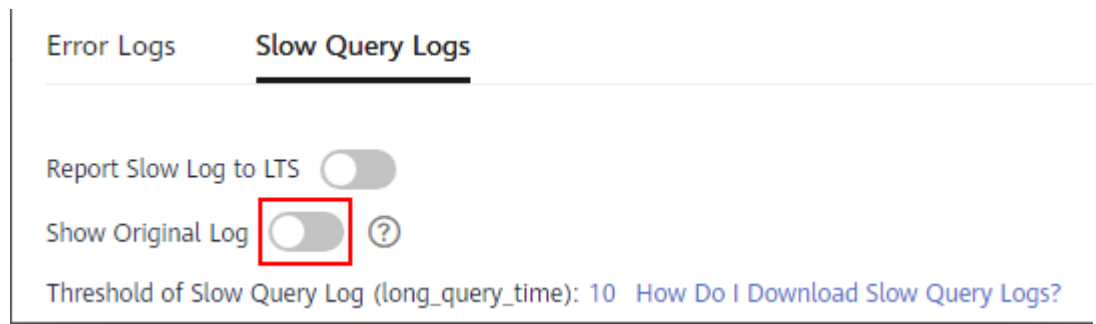 Error Logs Slow Query Logs
Report Slow Log to LTS
Show Original Log ?
Threshold of Slow Query Log (long_query_time): 10 How Do I Download Slow Query Logs?